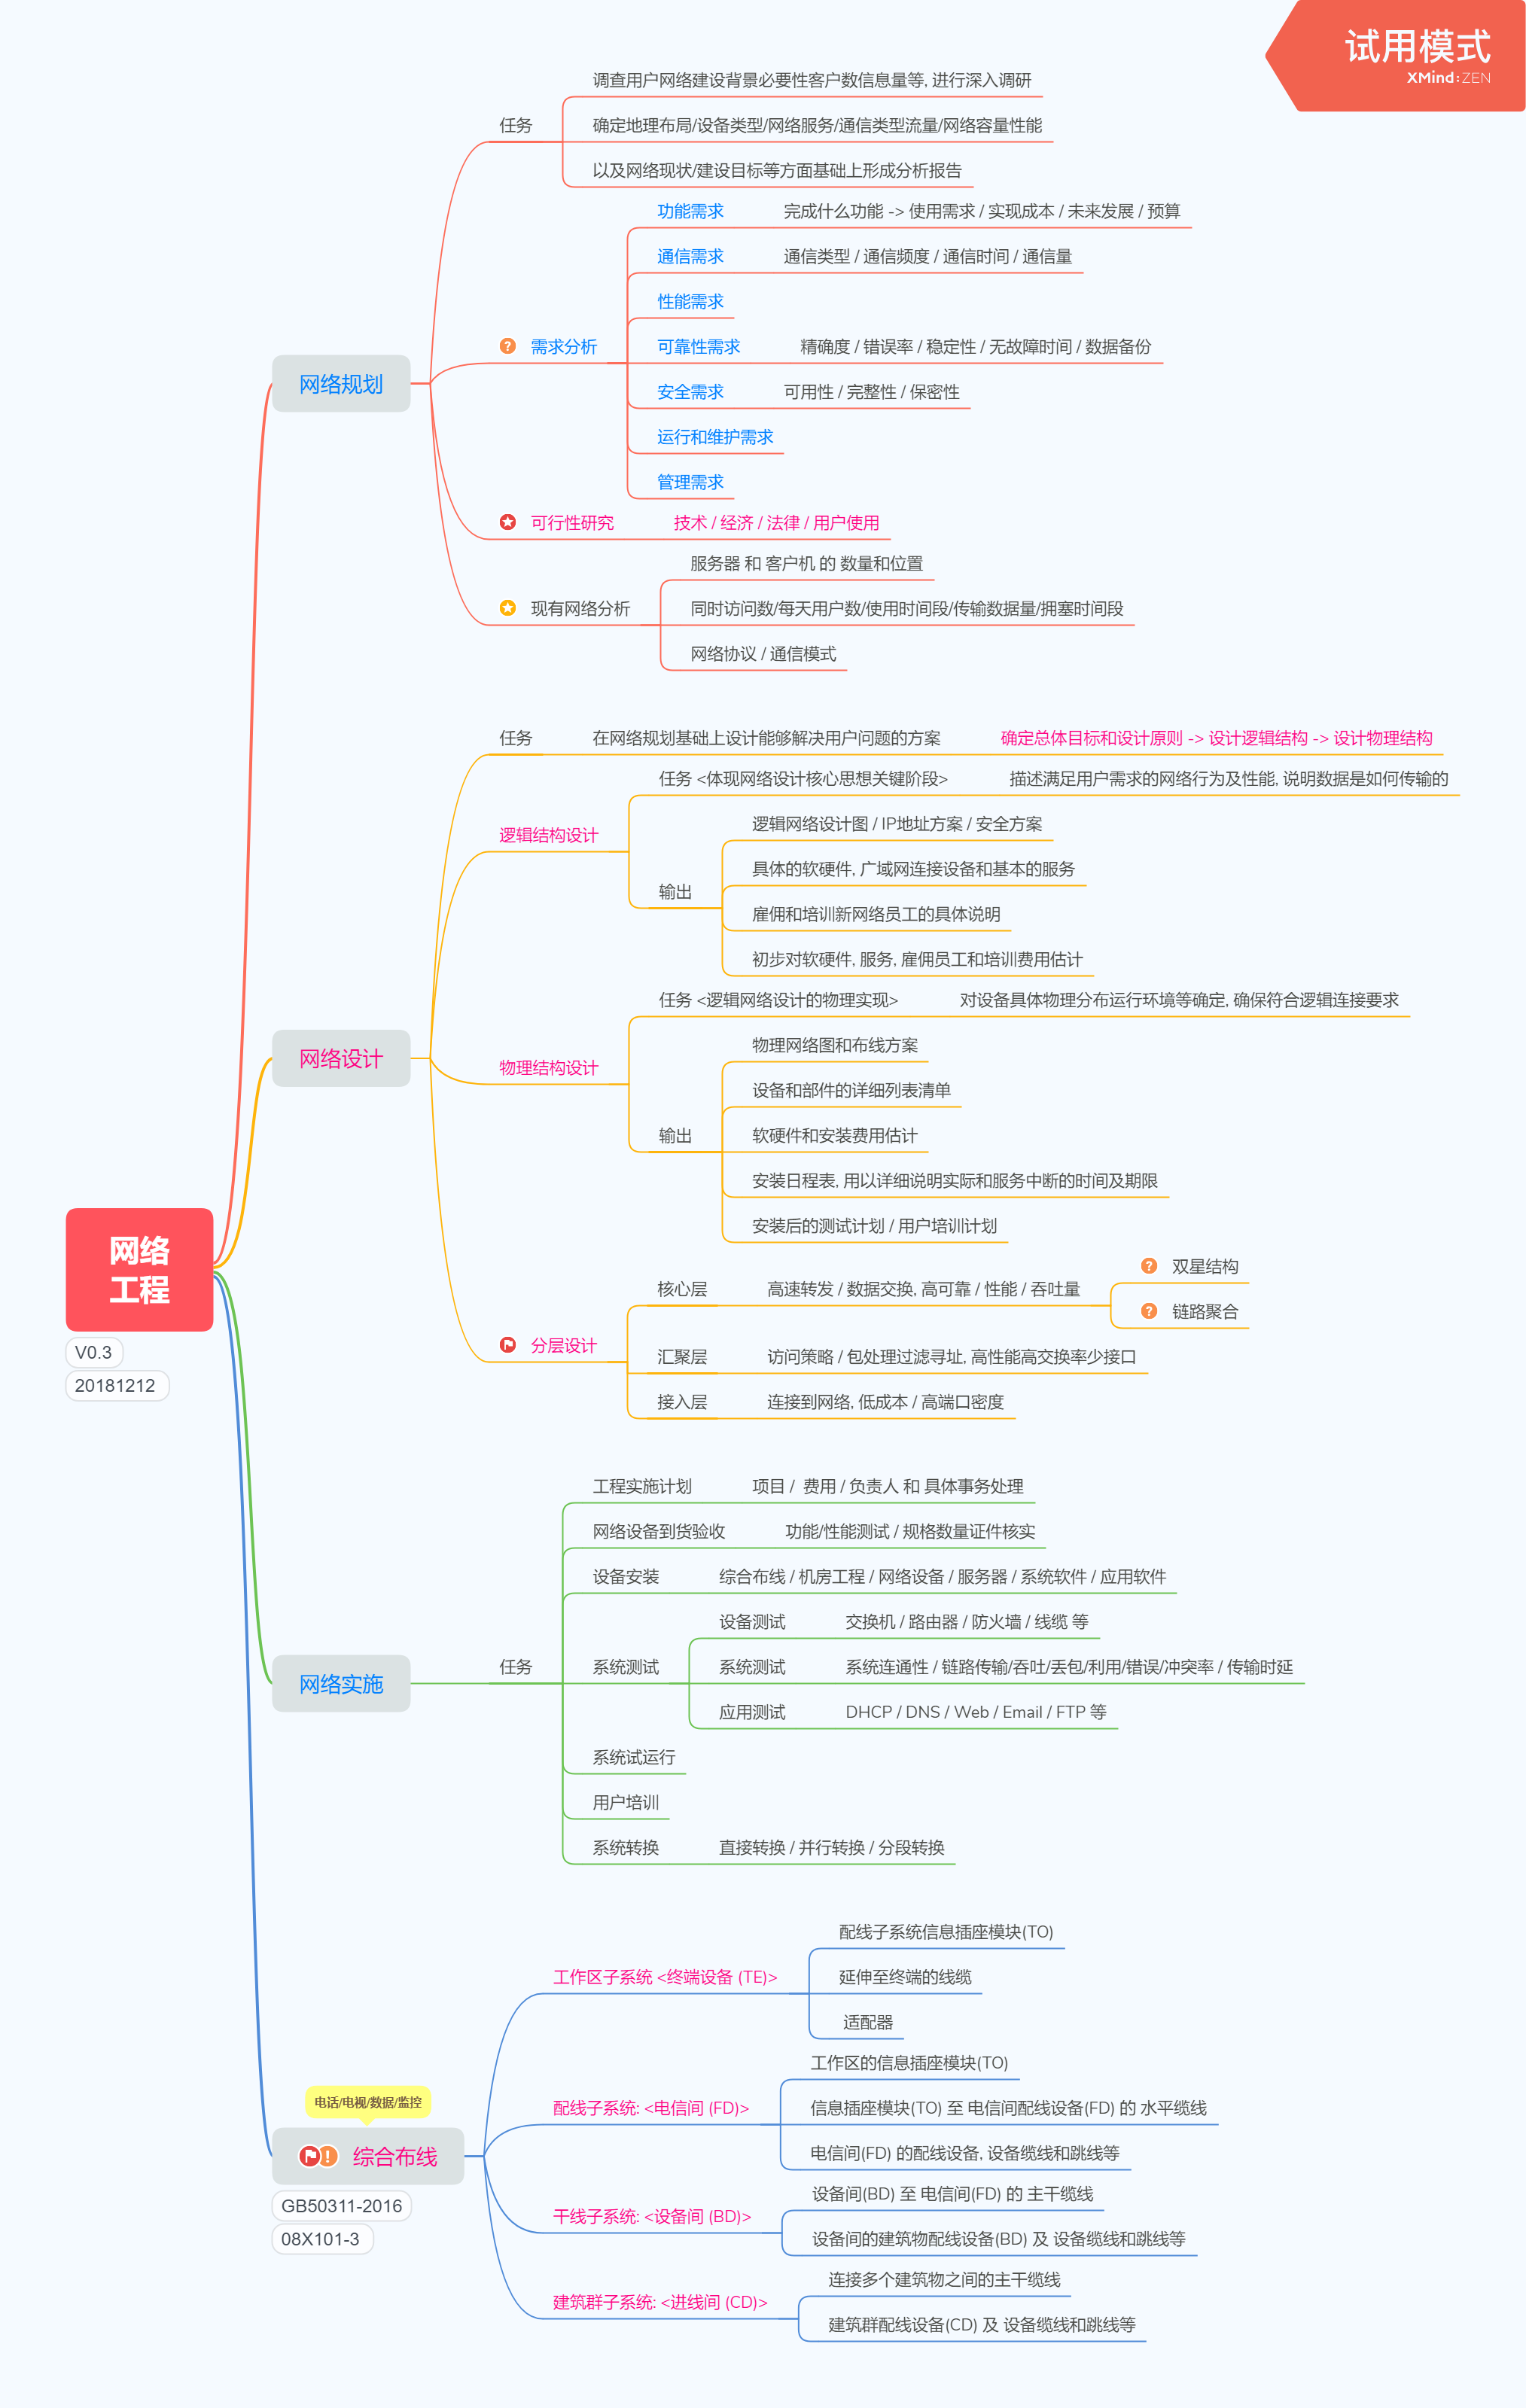 试用模式
XMind:ZEN
网络
工程
V0.3
20181212
网络规划
任务
调查用户网络建设背景必要性客户数信息量等, 进行深入调研
确定地理布局/设备类型/网络服务/通信类型流量/网络容量性能
以及网络现状/建设目标等方面基础上形成分析报告
需求分析
功能需求 完成什么功能 -> 使用需求 / 实现成本 / 未来发展 / 预算
通信需求 通信类型 / 通信频度 / 通信时间 / 通信量
性能需求
可靠性需求 精确度 / 错误率 / 稳定性 / 无故障时间 / 数据备份
安全需求 可用性 / 完整性 / 保密性
运行和维护需求
管理需求
可行性研究 技术 / 经济 / 法律 / 用户使用
现有网络分析
服务器 和 客户机 的 数量和位置
同时访问数/每天用户数/使用时间段/传输数据量/拥塞时间段
网络协议 / 通信模式
网络设计
任务 在网络规划基础上设计能够解决用户问题的方案 确定总体目标和设计原则 -> 设计逻辑结构 -> 设计物理结构
逻辑结构设计
任务 <体现网络设计核心思想关键阶段> 描述满足用户需求的网络行为及性能, 说明数据是如何传输的
输出
逻辑网络设计图 / IP地址方案 / 安全方案
具体的软硬件, 广域网连接设备和基本的服务
雇佣和培训新网络员工的具体说明
初步对软硬件, 服务, 雇佣员工和培训费用估计
物理结构设计
任务 <逻辑网络设计的物理实现> 对设备具体物理分布运行环境等确定, 确保符合逻辑连接要求
输出
物理网络图和布线方案
设备和部件的详细列表清单
软硬件和安装费用估计
安装日程表, 用以详细说明实际和服务中断的时间及期限
安装后的测试计划 / 用户培训计划
分层设计
核心层 高速转发 / 数据交换, 高可靠 / 性能 / 吞吐量
双星结构
链路聚合
汇聚层 访问策略 / 包处理过滤寻址, 高性能高交换率少接口
接入层 连接到网络, 低成本 / 高端口密度
网络实施
任务
工程实施计划 项目 / 费用 / 负责人 和 具体事务处理
网络设备到货验收 功能/性能测试 / 规格数量证件核实
设备安装 综合布线 / 机房工程 / 网络设备 / 服务器 / 系统软件 / 应用软件
系统测试
设备测试 交换机 / 路由器 / 防火墙 / 线缆 等
系统测试 系统连通性 / 链路传输/吞吐/丢包/利用/错误/冲突率 / 传输时延
应用测试 DHCP / DNS / Web / Email / FTP 等
系统试运行
用户培训
系统转换 直接转换 / 并行转换 / 分段转换
电话/电视/数据/监控
综合布线
GB50311-2016
08X101-3
工作区子系统 <终端设备 (TE)>
配线子系统信息插座模块(TO)
延伸至终端的线缆
适配器
配线子系统: <电信间 (FD)>
工作区的信息插座模块(TO)
信息插座模块(TO) 至 电信间配线设备(FD) 的 水平缆线
电信间(FD) 的配线设备, 设备缆线和跳线等
干线子系统: <设备间 (BD)>
设备间(BD) 至 电信间(FD) 的 主干缆线
设备间的建筑物配线设备(BD) 及 设备缆线和跳线等
建筑群子系统: <进线间 (CD)>
连接多个建筑物之间的主干缆线
建筑群配线设备(CD) 及 设备缆线和跳线等